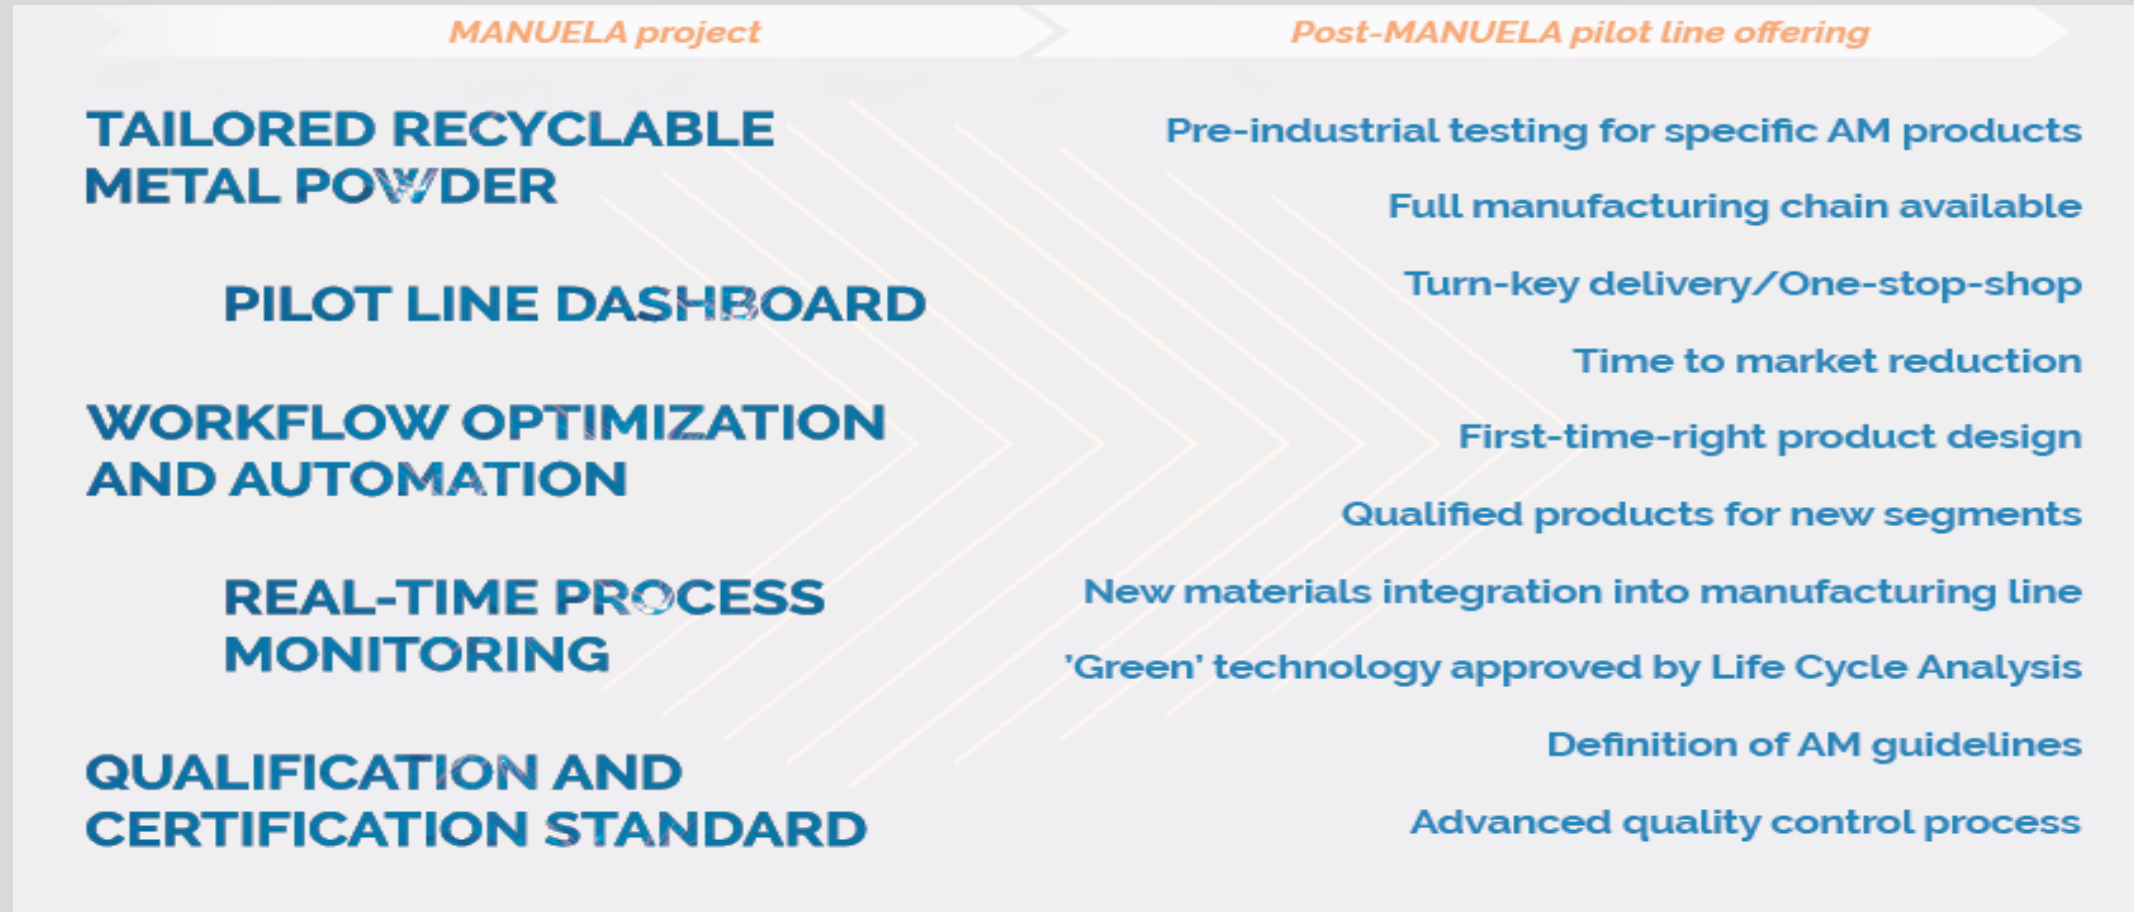 MANUELA project
Post-MANUELA pilot line offering
TAILORED RECYCLABLE
METAL POWDER
PILOT LINE DASHBOARD
WORKFLOW OPTIMIZATION
AND AUTOMATION
REAL-TIME PROCESS
MONITORING
QUALIFICATION AND
CERTIFICATION STANDARD
Pre-industrial testing for specific AM products
Full manufacturing chain available
Turn-key delivery/One-stop-shop
Time to market reduction
First-time-right product design
Qualified products for new segments
New materials integration into manufacturing line
'Green' technology approved by Life Cycle Analysis
Definition of AM guidelines
Advanced quality control process